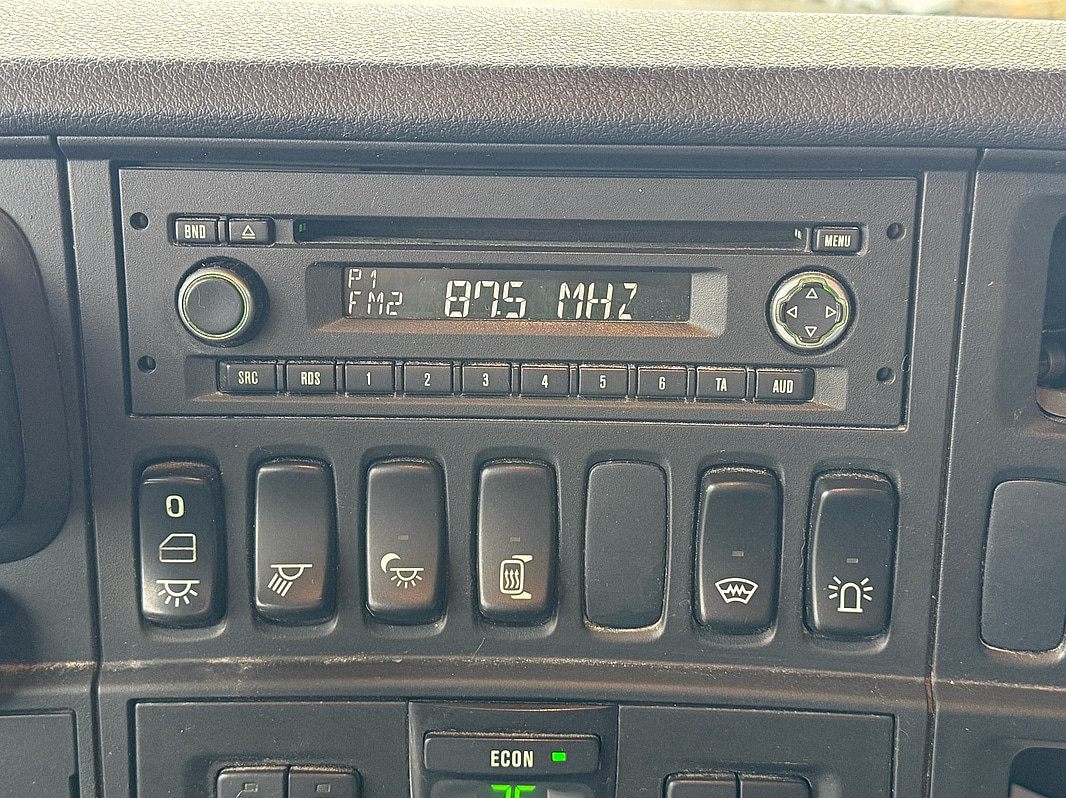 BND
MENU
P1
FM2 87.5 MHZ
SRC RDS 1 2 3 4 5 6 TA AUD
0
ECON